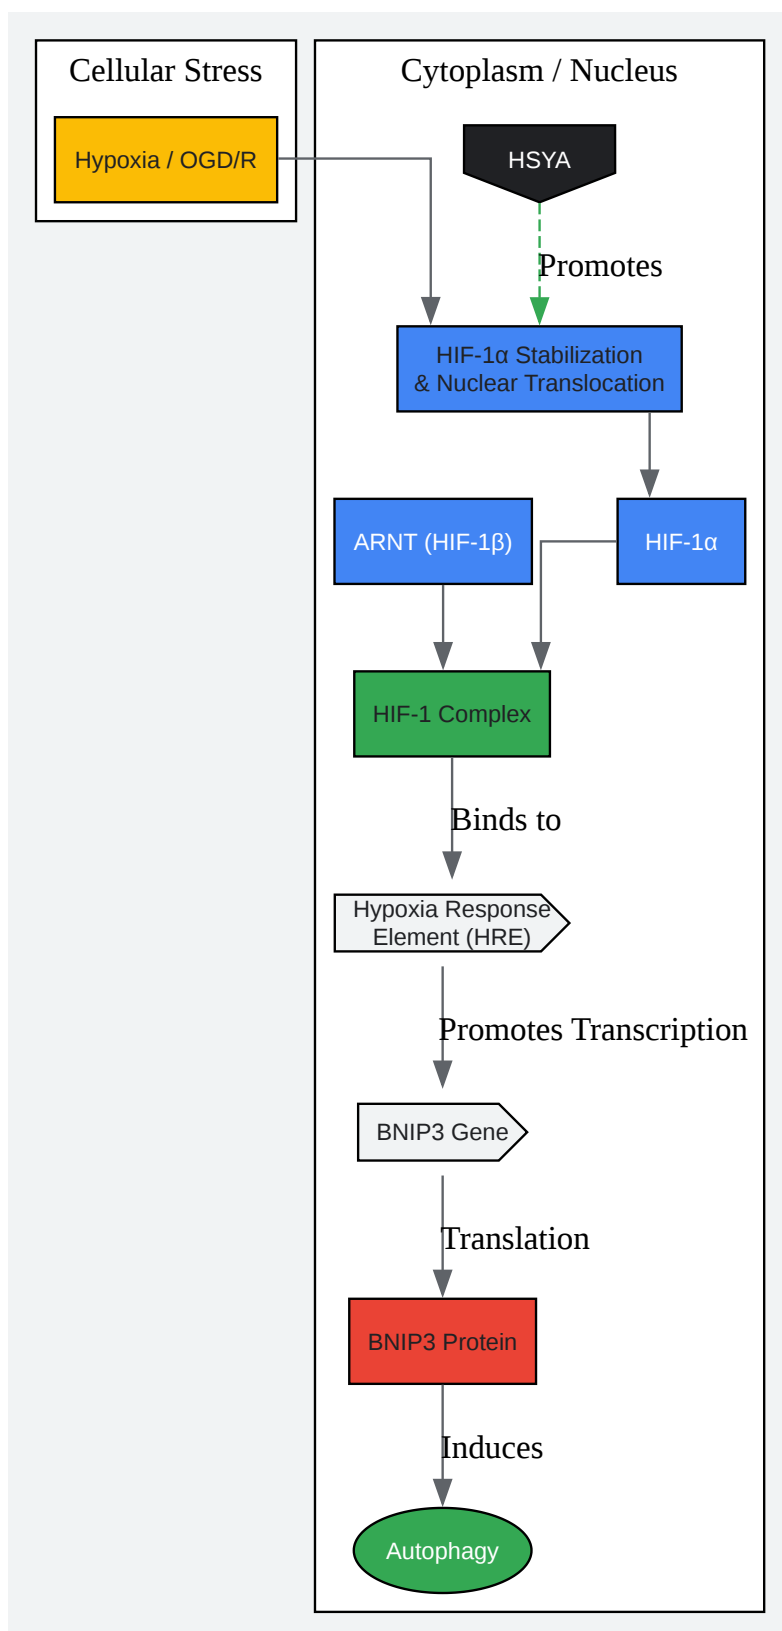 Cellular Stress
Cytoplasm / Nucleus
Hypoxia / OGD/R
HSYA
Promotes
HIF-1α Stabilization
& Nuclear Translocation
ARNT (HIF-1β)
HIF-1α
HIF-1 Complex
Binds to
Hypoxia Response
Element (HRE)
Promotes Transcription
BNIP3 Gene
Translation
BNIP3 Protein
Induces
Autophagy